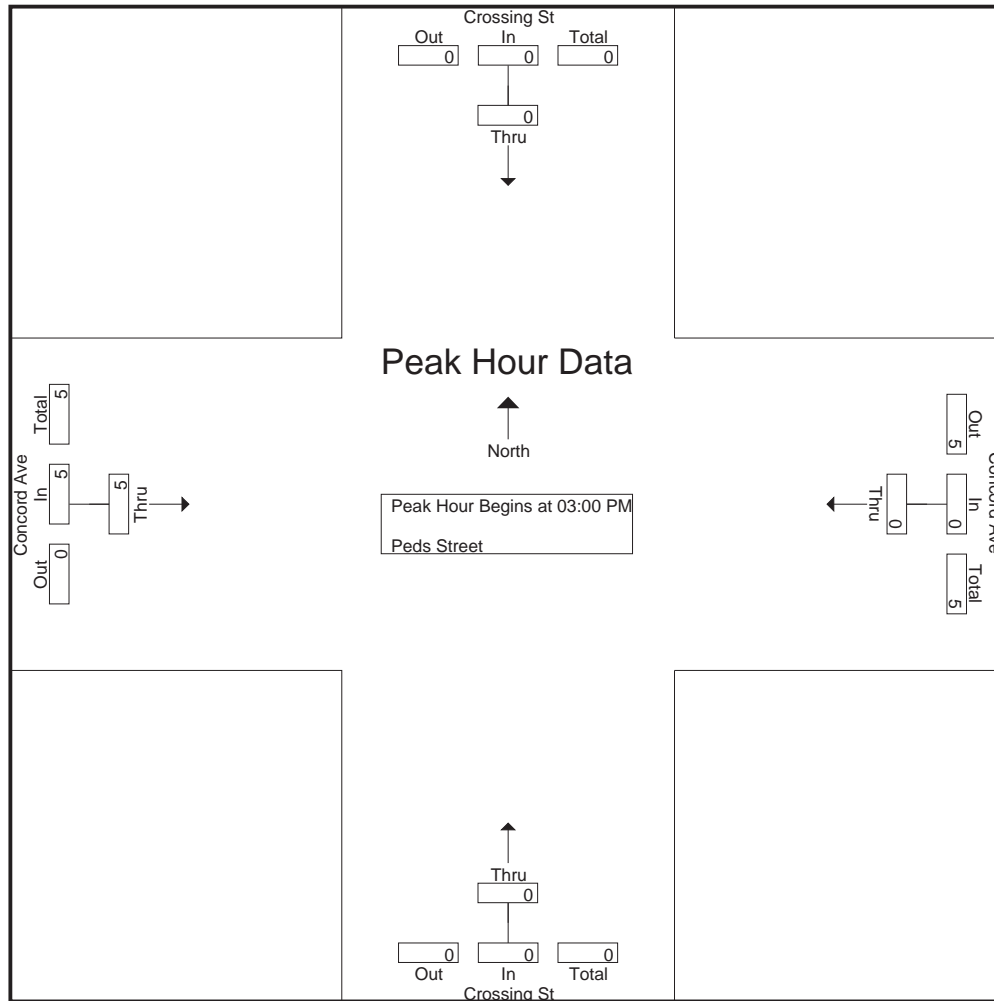 Crossing St
Out In Total
0 0 0
0
Thru
Peak Hour Data
North
Peak Hour Begins at 03:00 PM
Peds Street
Concord Ave
Out In Total
0 5 5
5
Thru
Concord Ave
Out In Total
5 0 5
0
Thru
Thru
0
0 0 0
Out In Total
Crossing St